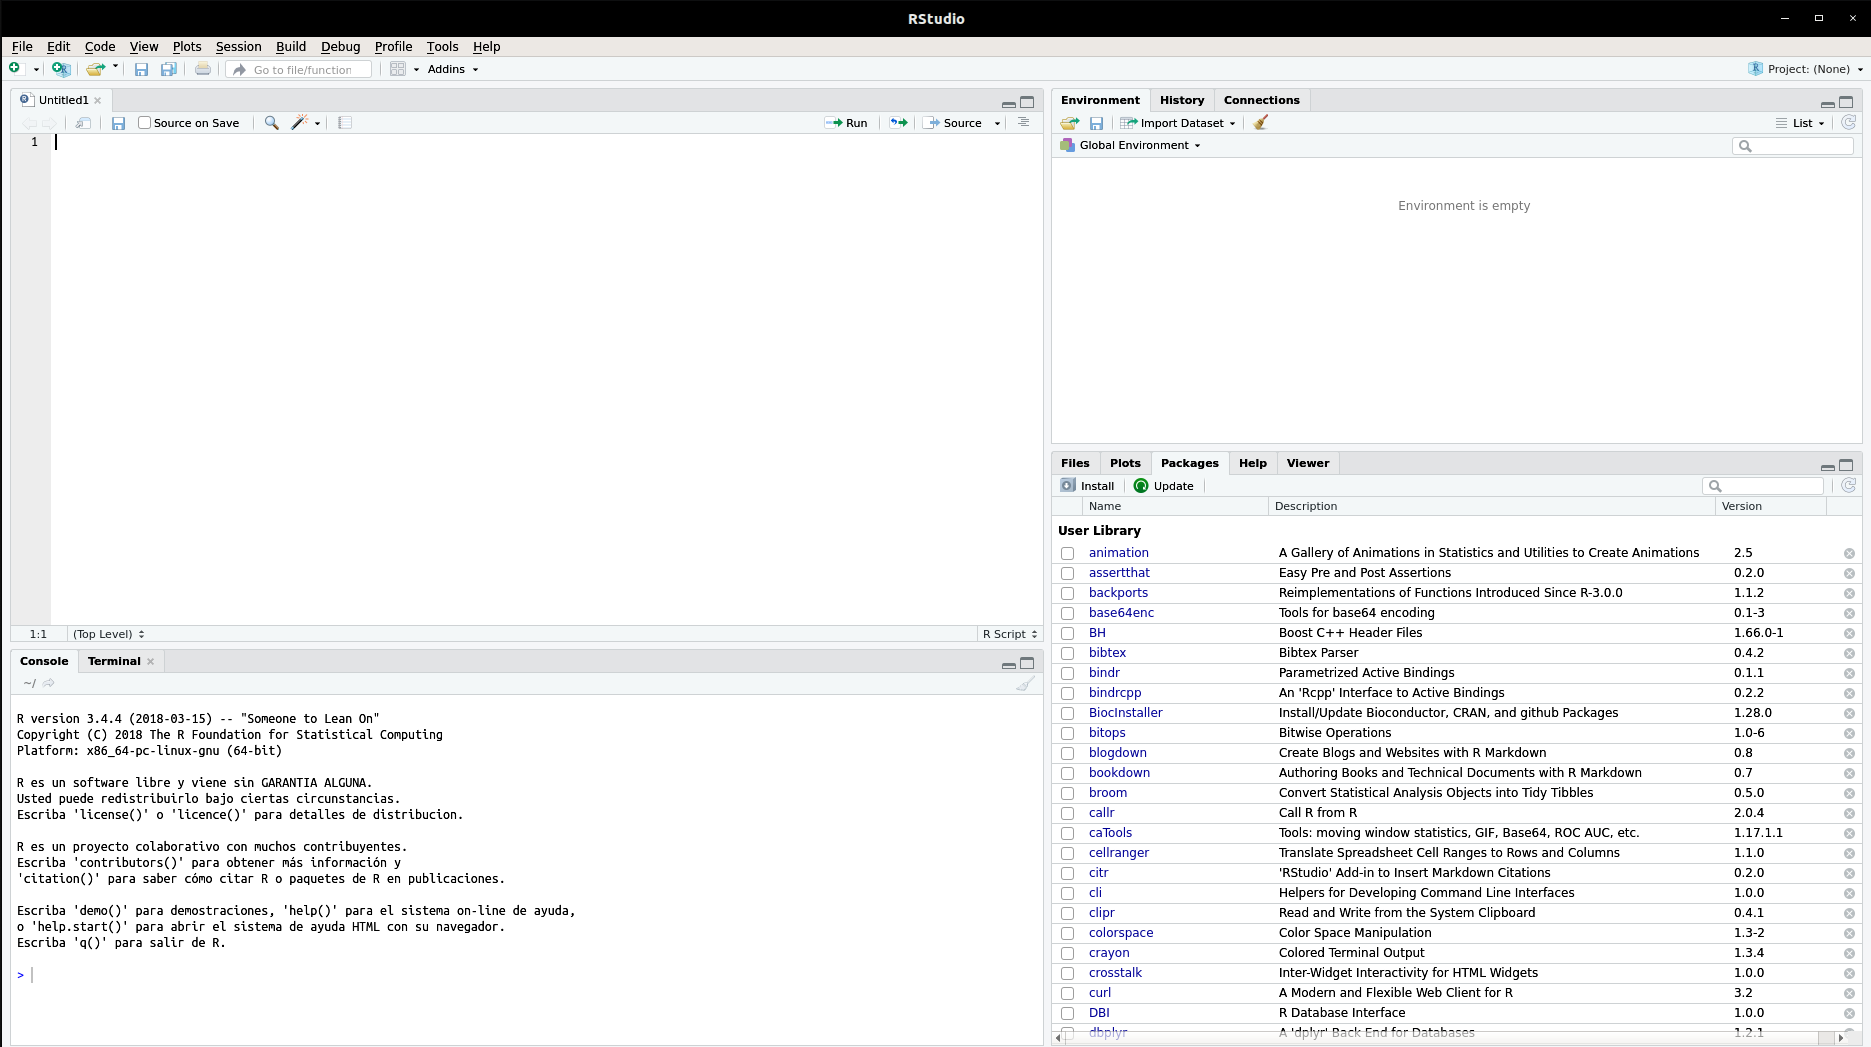 RStudio
File Edit Code View Plots Session Build Debug Profile Tools Help
Go to file/function Addins Project: (None)
Untitled1
Source on Save Run Source
1
1:1 (Top Level) R Script
Console Terminal
~/
R version 3.4.4 (2018-03-15) -- "Someone to Lean On"
Copyright (C) 2018 The R Foundation for Statistical Computing
Platform: x86_64-pc-linux-gnu (64-bit)
R es un software libre y viene sin GARANTIA ALGUNA.
Usted puede redistribuirlo bajo ciertas circunstancias.
Escriba 'license()' o 'licence()' para detalles de distribucion.
R es un proyecto colaborativo con muchos contribuyentes.
Escriba 'contributors()' para obtener más información y
'citation()' para saber cómo citar R o paquetes de R en publicaciones.
Escriba 'demo()' para demostraciones, 'help()' para el sistema on-line de ayuda,
o 'help.start()' para abrir el sistema de ayuda HTML con su navegador.
Escriba 'q()' para salir de R.
>
Environment History Connections
Import Dataset List
Global Environment
Environment is empty
Files Plots Packages Help Viewer
Install Update
Name Description Version
User Library
animation A Gallery of Animations in Statistics and Utilities to Create Animations 2.5
assertthat Easy Pre and Post Assertions 0.2.0
backports Reimplementations of Functions Introduced Since R-3.0.0 1.1.2
base64enc Tools for base64 encoding 0.1-3
BH Boost C++ Header Files 1.66.0-1
bibtex Bibtex Parser 0.4.2
bindr Parametrized Active Bindings 0.1.1
bindrcpp An 'Rcpp' Interface to Active Bindings 0.2.2
BiocInstaller Install/Update Bioconductor, CRAN, and github Packages 1.28.0
bitops Bitwise Operations 1.0-6
blogdown Create Blogs and Websites with R Markdown 0.8
bookdown Authoring Books and Technical Documents with R Markdown 0.7
broom Convert Statistical Analysis Objects into Tidy Tibbles 0.5.0
callr Call R from R 2.0.4
caTools Tools: moving window statistics, GIF, Base64, ROC AUC, etc. 1.17.1.1
cellranger Translate Spreadsheet Cell Ranges to Rows and Columns 1.1.0
citr 'RStudio' Add-in to Insert Markdown Citations 0.2.0
cli Helpers for Developing Command Line Interfaces 1.0.0
clipr Read and Write from the System Clipboard 0.4.1
colorspace Color Space Manipulation 1.3-2
crayon Colored Terminal Output 1.3.4
crosstalk Inter-Widget Interactivity for HTML Widgets 1.0.0
curl A Modern and Flexible Web Client for R 3.2
DBI R Database Interface 1.0.0
dbplyr A 'dplyr' Back End for Databases 1.2.1